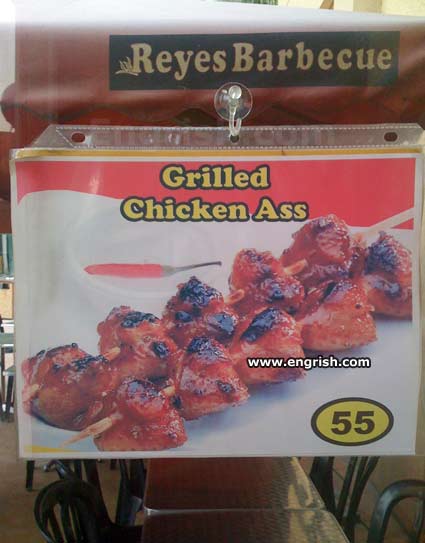 Reyes Barbecue
Grilled
Chicken Ass
www.engrish.com
55